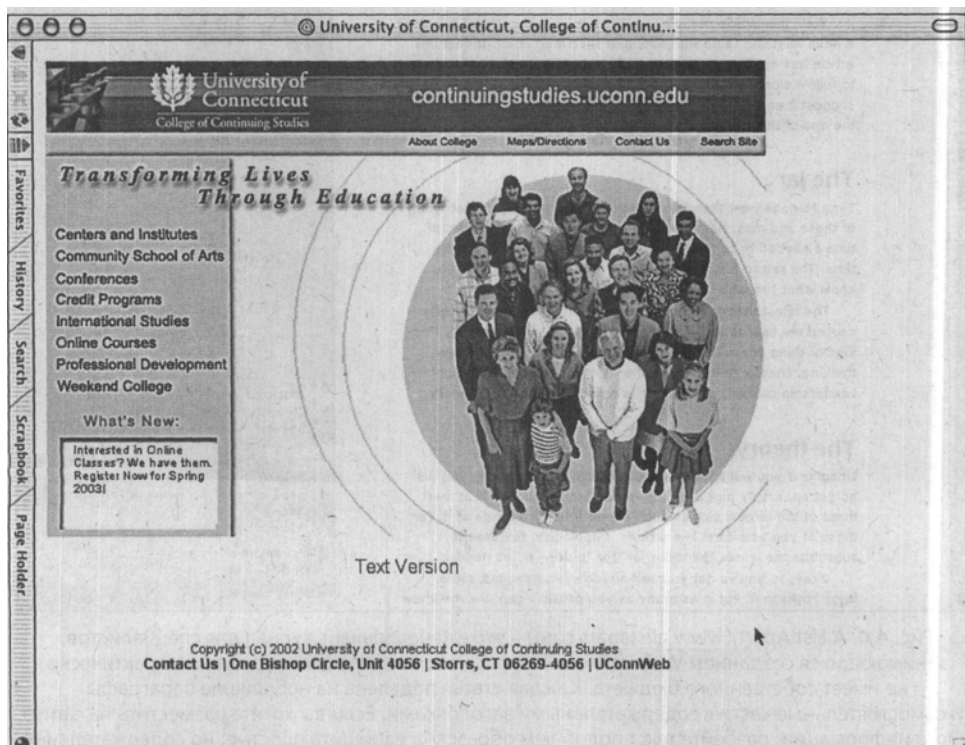 University of Connecticut, College of Continu...
University of
Connecticut
College of Continuing Studies
continuingstudies.uconn.edu
About College Maps/Directions Contact Us Search Site
Favorites
History
Search
Scrapbook
Page Holder
Transforming Lives
Through Education
Centers and Institutes
Community School of Arts
Conferences
Credit Programs
International Studies
Online Courses
Professional Development
Weekend College
What's New:
Interested in Online
Classes? We have them.
Register Now for Spring
2003!
Text Version
Copyright (c) 2002 University of Connecticut College of Continuing Studies
Contact Us | One Bishop Circle, Unit 4056 | Storrs, CT 06269-4056 | UConnWeb